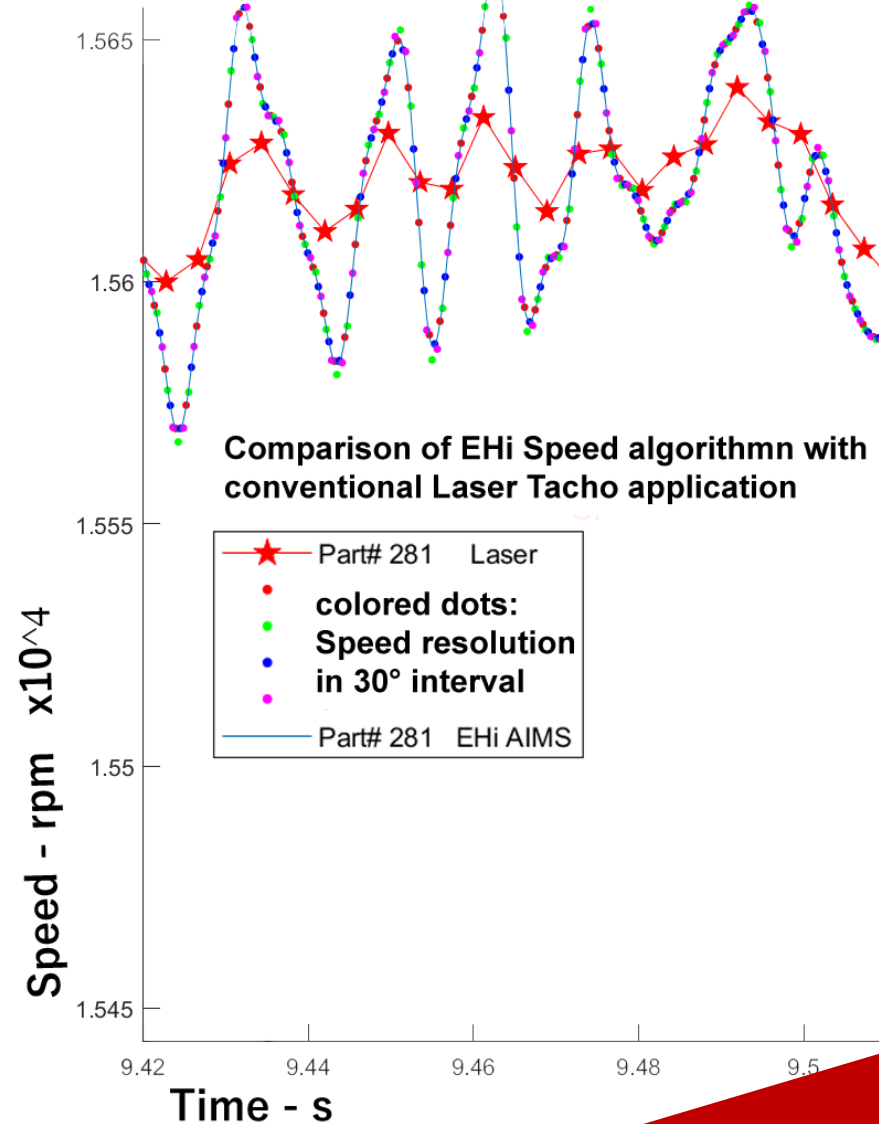 1.565
1.56
Comparison of EHi Speed algorithmn with
conventional Laser Tacho application
1.555
Part# 281 Laser
colored dots:
Speed resolution
in 30° interval
Part# 281 EHi AIMS
1.55
1.545
Speed - rpm x10^4
9.42 9.44 9.46 9.48 9.5
Time - s